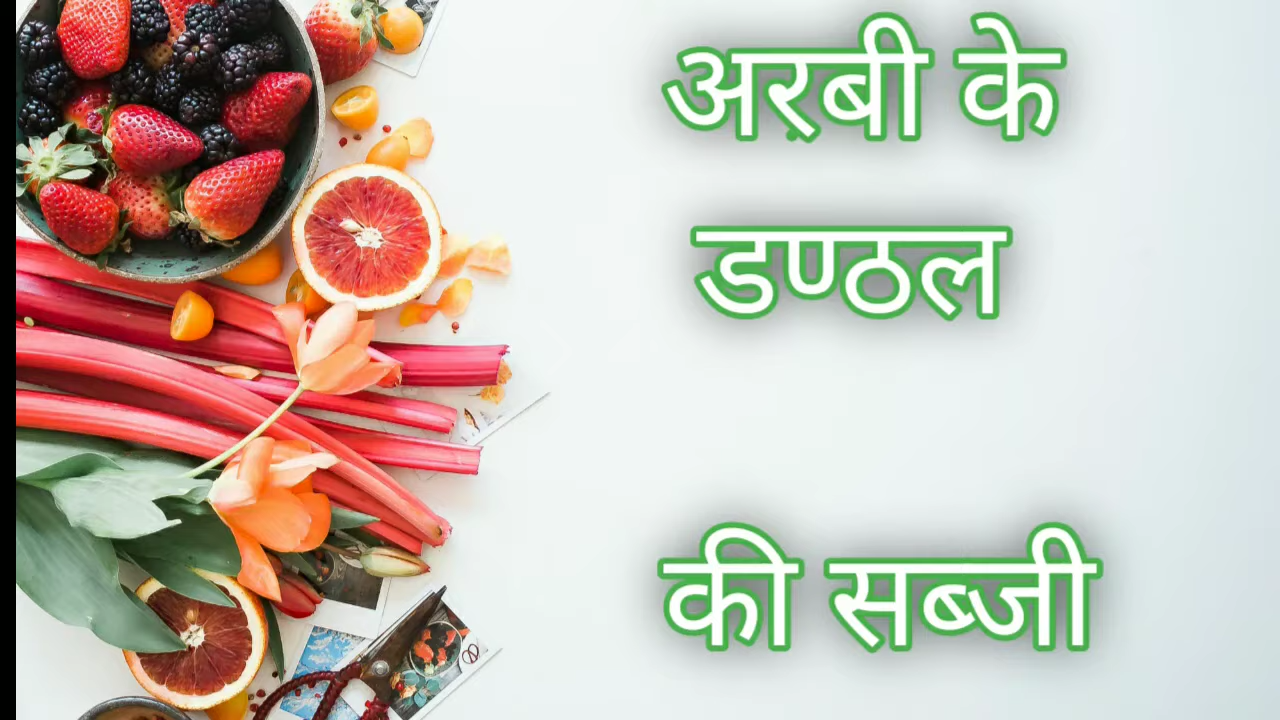 अऱबी के
डण्ठल
की सब्जी